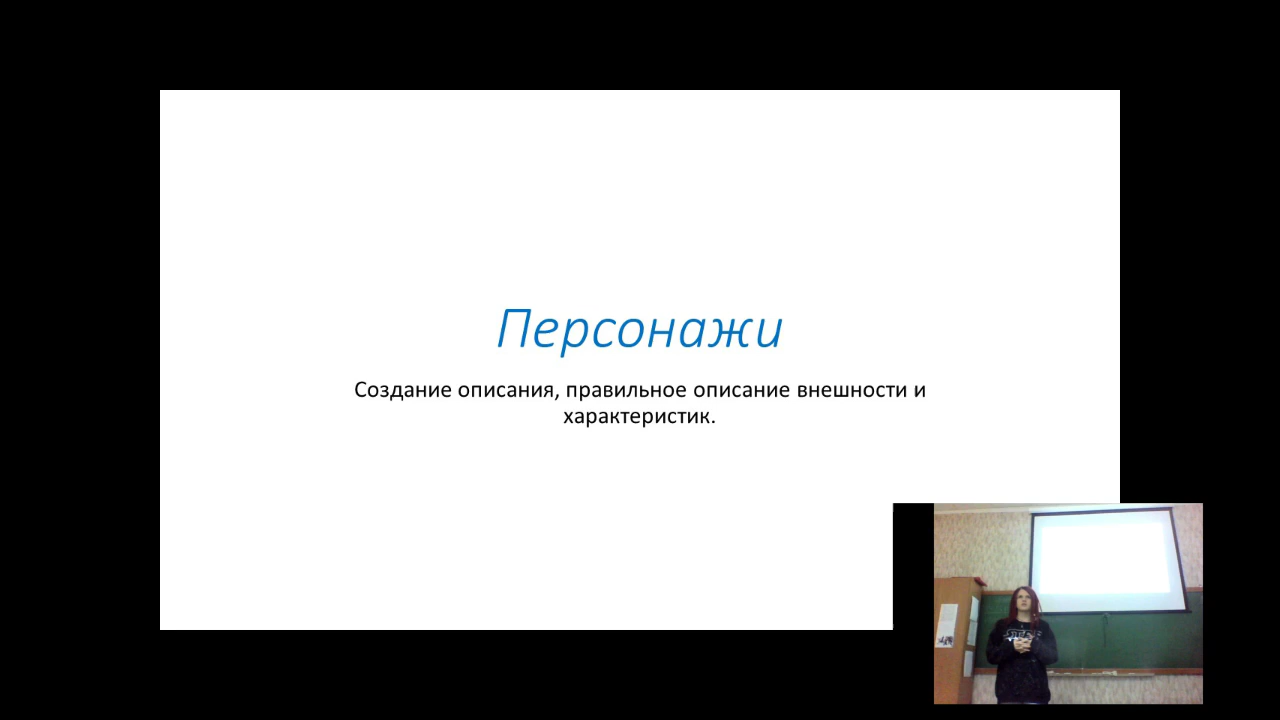 Персонажи
Создание описания, правильное описание внешности и
характеристик.